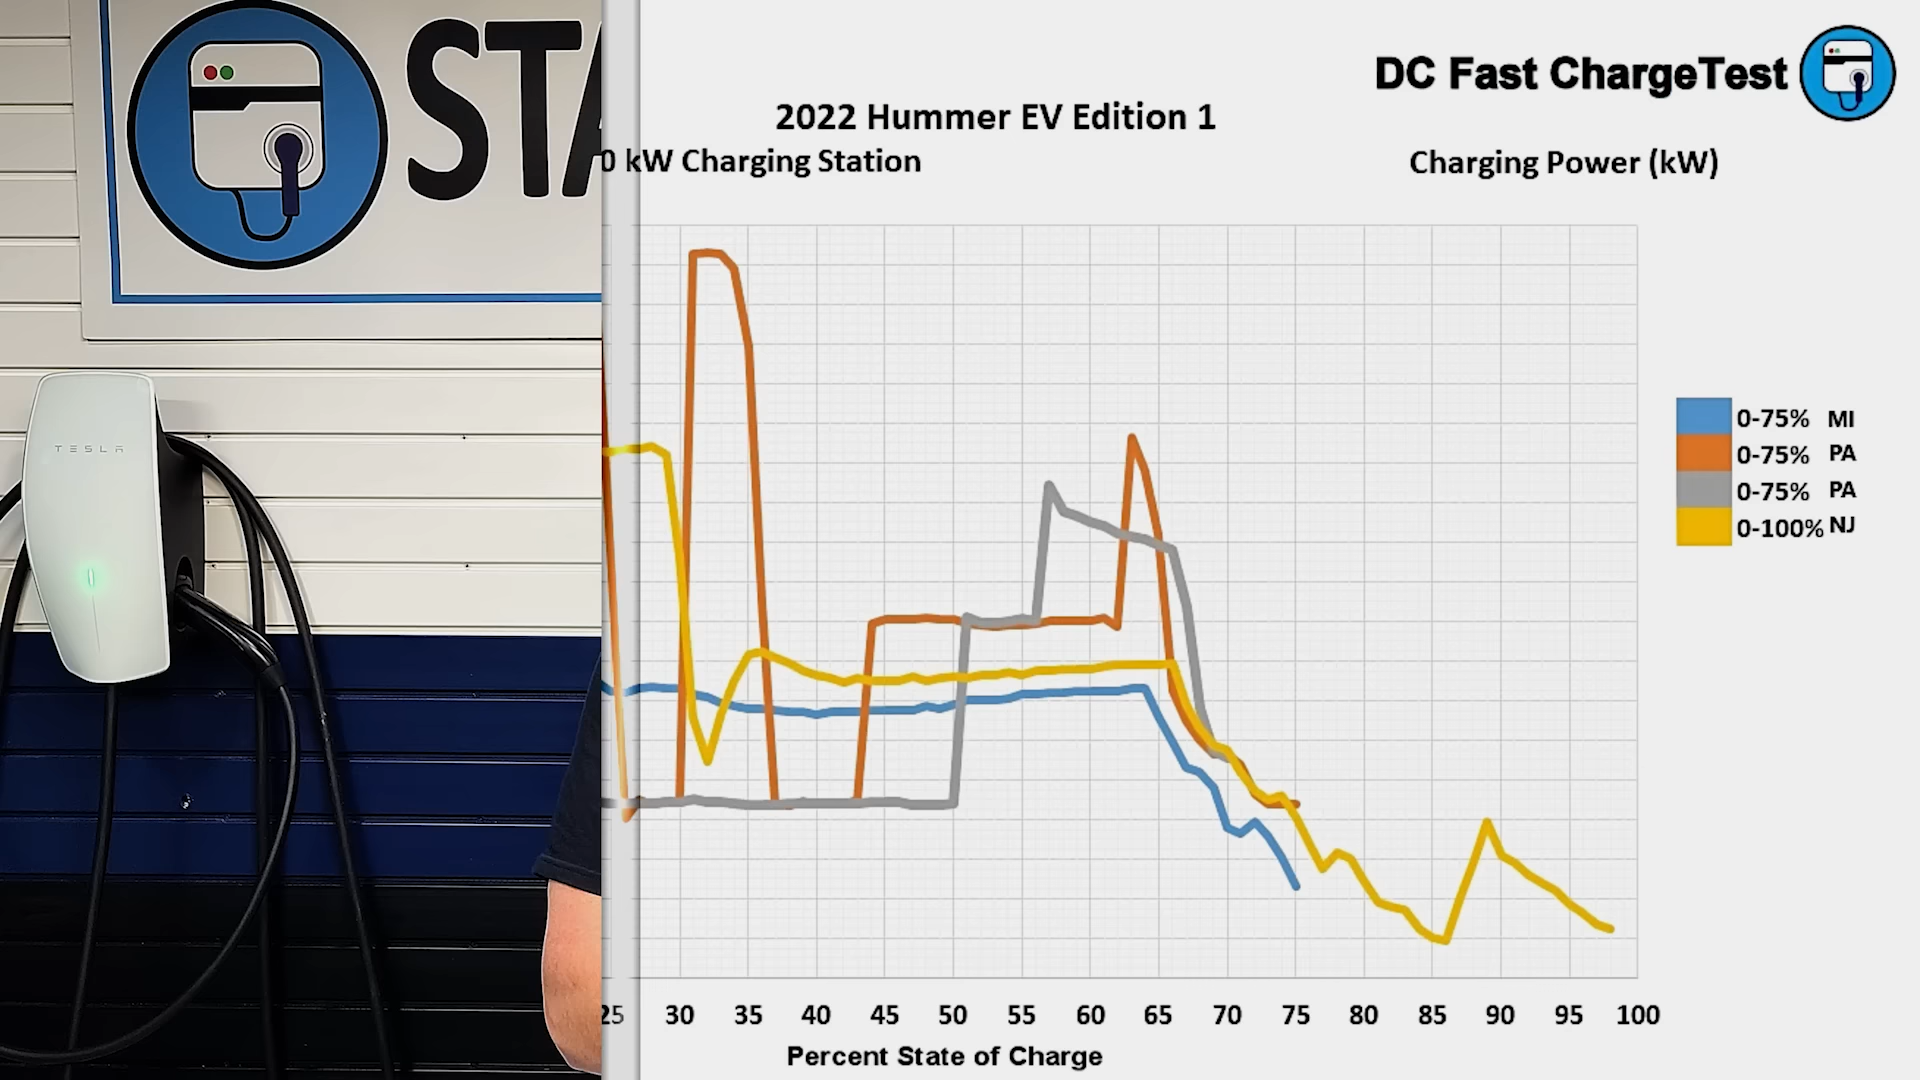 STA
TESLA
DC Fast ChargeTest
2022 Hummer EV Edition 1
0 kW Charging Station
Charging Power (kW)
0-75% MI
0-75% PA
0-75% PA
0-100% NJ
25 30 35 40 45 50 55 60 65 70 75 80 85 90 95 100
Percent State of Charge